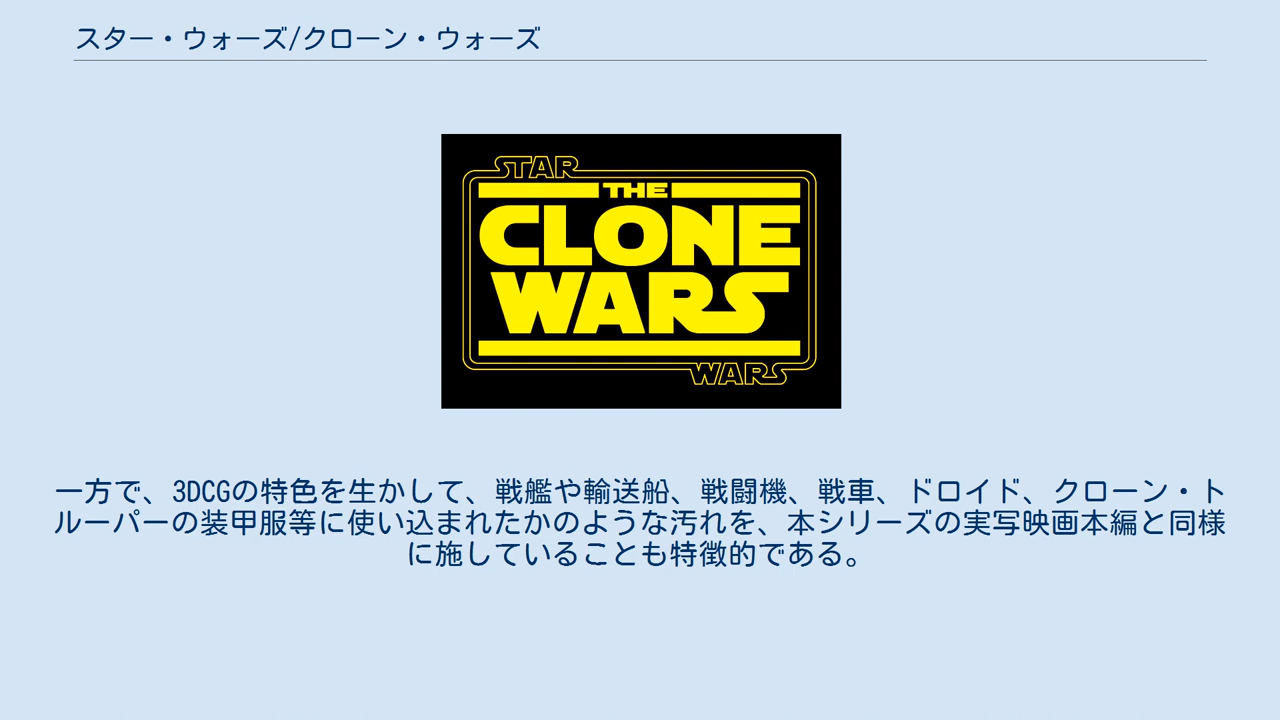 スター・ウォーズ/クローン・ウォーズ
STAR
THE
CLONE
WARS
WARS
一方で、3DCGの特色を生かして、戦艦や輸送船、戦闘機、戦車、ドロイド、クローン・ト
ルーパーの装甲服等に使い込まれたかのような汚れを、本シリーズの実写映画本編と同様
に施していることも特徴的である。